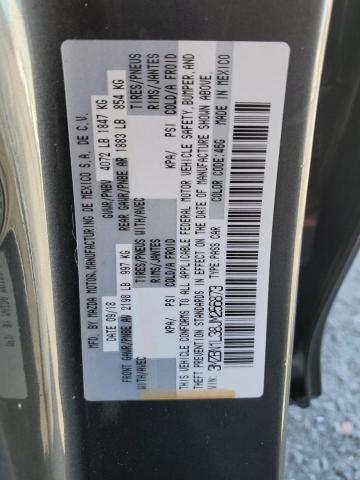 MFD BY: MAZDA MOTOR MANUFACTURING DE MEXICO S.A. DE C.V.
DATE 09/18 GVWR/PNBV 4072 LB 1847 KG
FRONT GAWR/PNBE AV 2198 LB 997 KG REAR GAWR/PNBE AR 1883 LB 854 KG
WITH/AVEC TIRES/PNEUS WITH/AVEC TIRES/PNEUS
RIMS/JANTES RIMS/JANTES
KPA/ PSI COLD/A FROID KPA/ PSI COLD/A FROID
THIS VEHICLE CONFORMS TO ALL APPLICABLE FEDERAL MOTOR VEHICLE SAFETY, BUMPER, AND
THEFT PREVENTION STANDARDS IN EFFECT ON THE DATE OF MANUFACTURE SHOWN ABOVE.
TYPE: PASS CAR COLOR CODE: 46G
MADE IN MEXICO